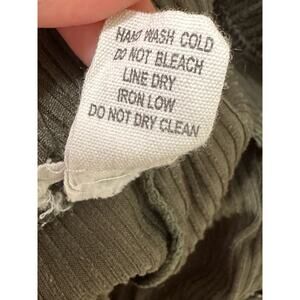 HAND WASH COLD
DO NOT BLEACH
LINE DRY
IRON LOW
DO NOT DRY CLEAN